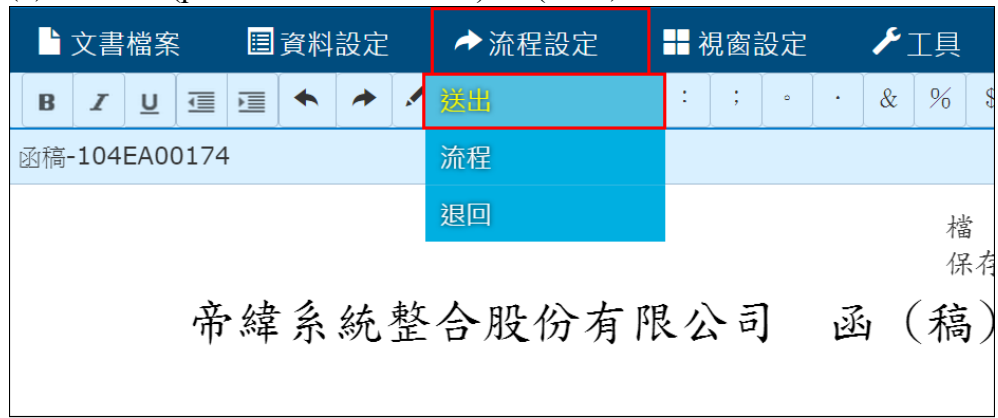 文書檔案 資料設定 流程設定 視窗設定 工具
B I U 送出 : ; 。 · & % $
函稿-104EA00174
流程
退回
檔
保存
帝緯系統整合股份有限公司 函（稿）